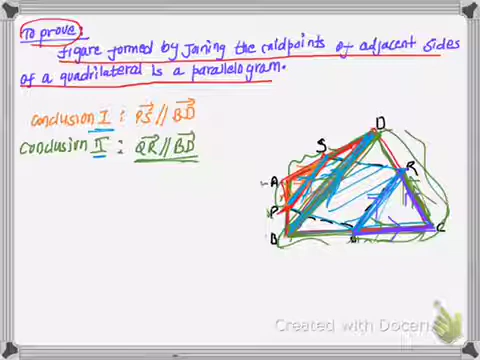 To prove:
figure formed by joining the midpoints of adjacent sides
of a quadrilateral is a parallelogram.
Conclusion I : PS // BD
Conclusion II : QR // BD
D
S
A
R
P
B
C
Created with Doceri